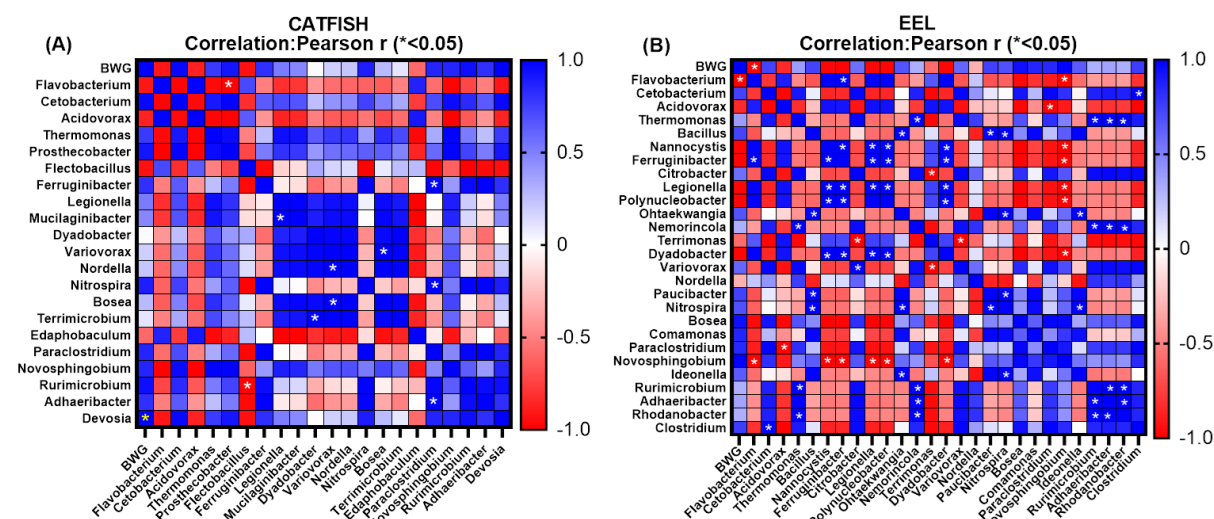 CATFISH
(A) Correlation:Pearson r (*<0.05)
BWG
Flavobacterium
Cetobacterium
Acidovorax
Thermomonas
Prosthecobacter
Flectobacillus
Ferruginibacter
Legionella
Mucilaginibacter
Dyadobacter
Variovorax
Nordella
Nitrospira
Bosea
Terrimicrobium
Edaphobaculum
Paraclostridium
Novosphingobium
Rurimicrobium
Adhaeribacter
Devosia
1.0
0.5
0
-0.5
-1.0
BWG
Flavobacterium
Cetobacterium
Acidovorax
Thermomonas
Prosthecobacter
Flectobacillus
Ferruginibacter
Legionella
Mucilaginibacter
Dyadobacter
Variovorax
Nordella
Nitrospira
Bosea
Terrimicrobium
Edaphobaculum
Paraclostridium
ovosphingobium
Rurimicrobium
Adhaeribacter
Devosia
EEL
(B) Correlation:Pearson r (*<0.05)
BWG
Flavobacterium
Cetobacterium
Acidovorax
Thermomonas
Bacillus
Nannocystis
Ferruginibacter
Citrobacter
Legionella
Polynucleobacter
Ohtaekwangia
Nemorincola
Terrimonas
Dyadobacter
Variovorax
Nordella
Paucibacter
Nitrospira
Bosea
Comamonas
Paraclostridium
Novosphingobium
Ideonella
Rurimicrobium
Adhaeribacter
Rhodanobacter
Clostridium
1.0
0.5
0
-0.5
-1.0
BWG
Flavobacterium
Cetobacterium
Acidovorax
Thermomonas
Bacillus
Nannocystis
Ferruginibacter
Citrobacter
Legionella
Polynucleobacter
Ohtaekwangia
Nemorincola
Terrimonas
Dyadobacter
Variovorax
Nordella
Paucibacter
Nitrospira
Bosea
Comamonas
Paraclostridium
ovosphingobium
Ideonella
Rurimicrobium
Adhaeribacter
Rhodanobacter
Clostridium